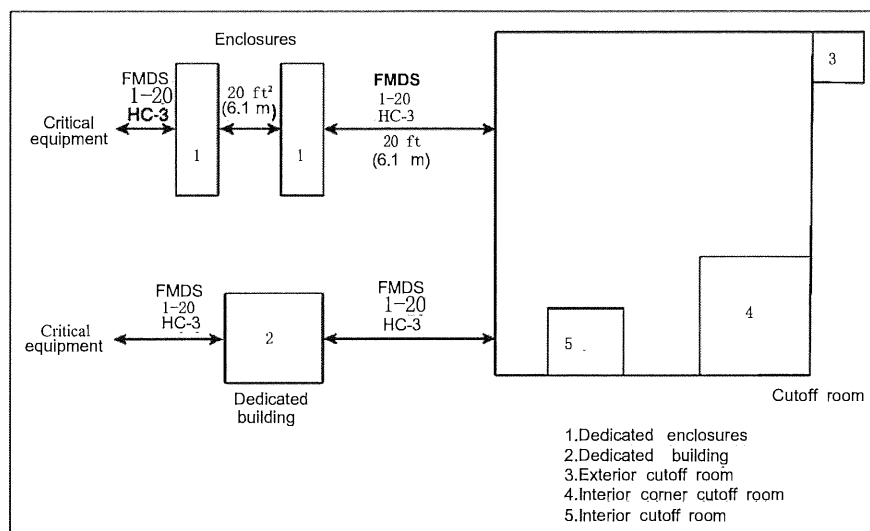 Enclosures
FMDS
1-20
HC-3
20 ft²
(6.1 m)
FMDS
1-20
HC-3
20 ft
(6.1 m)
Critical
equipment
1
1
3
FMDS
1-20
HC-3
FMDS
1-20
HC-3
Critical
equipment
2
4
5
Dedicated
building
Cutoff room
1.Dedicated enclosures
2.Dedicated building
3.Exterior cutoff room
4.Interior corner cutoff room
5.Interior cutoff room